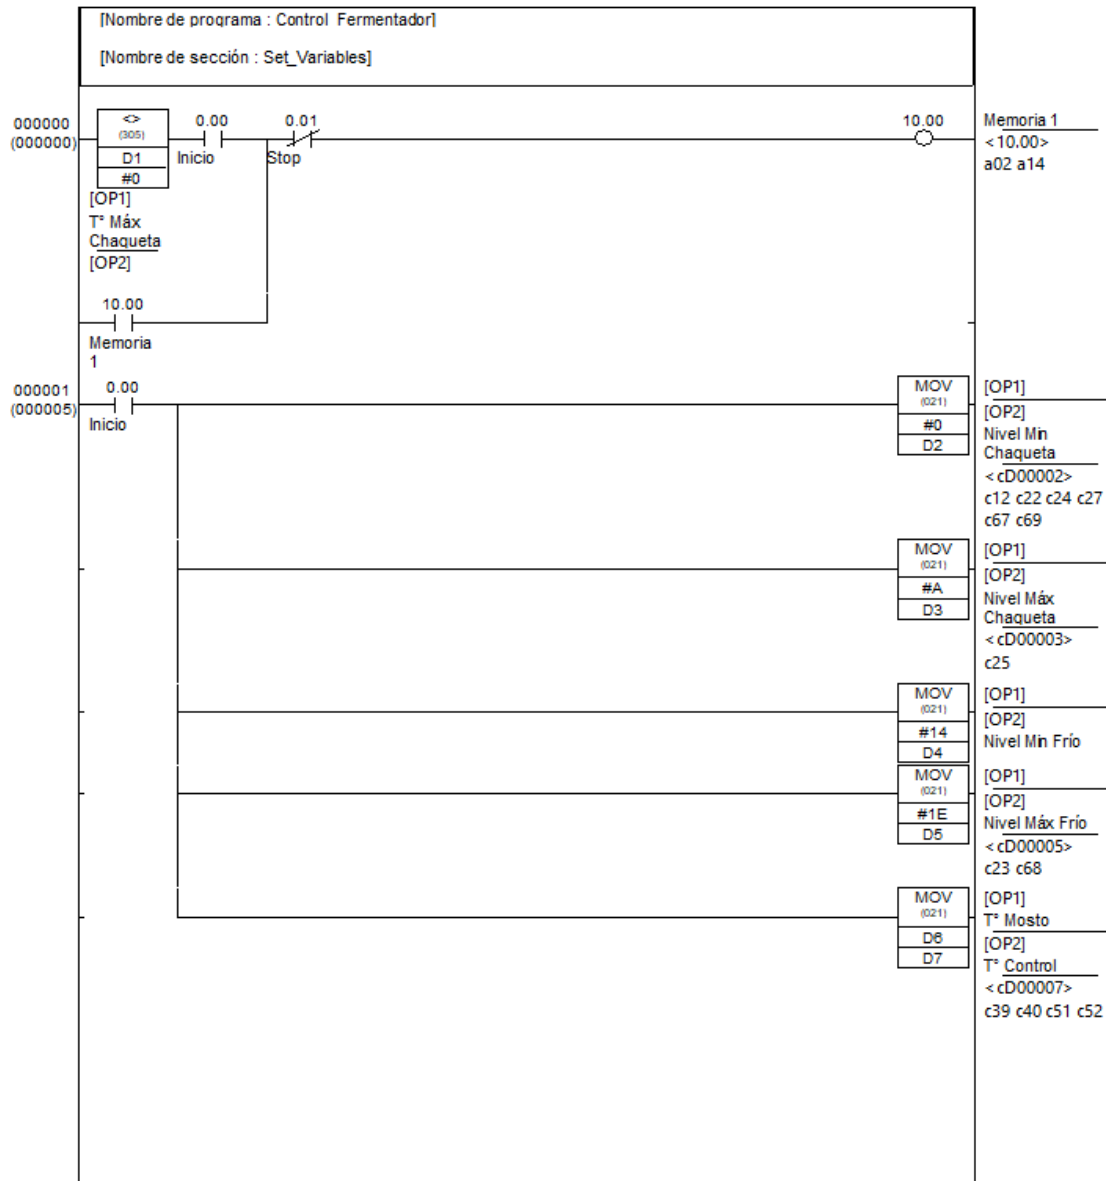 [Nombre de programa : Control_Fermentador]
[Nombre de sección : Set_Variables]
000000
(000000)
<>
(305)
D1
#0
[OP1]
T° Máx
Chaqueta
[OP2]
0.00
Inicio
0.01
Stop
10.00
Memoria 1
<10.00>
a02 a14
10.00
Memoria
1
000001
(000005)
0.00
Inicio
MOV
(021)
#0
D2
[OP1]
[OP2]
Nivel Min
Chaqueta
<cD00002>
c12 c22 c24 c27
c67 c69
MOV
(021)
#A
D3
[OP1]
[OP2]
Nivel Máx
Chaqueta
<cD00003>
c25
MOV
(021)
#14
D4
[OP1]
[OP2]
Nivel Min Frío
MOV
(021)
#1E
D5
[OP1]
[OP2]
Nivel Máx Frío
<cD00005>
c23 c68
MOV
(021)
D6
D7
[OP1]
T° Mosto
[OP2]
T° Control
<cD00007>
c39 c40 c51 c52